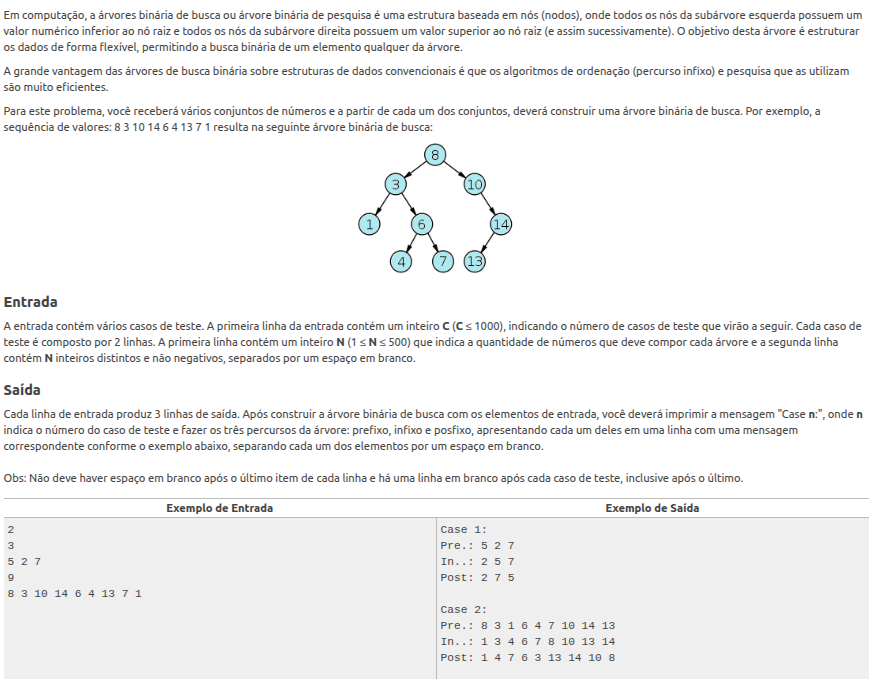 Em computação, a árvores binária de busca ou árvore binária de pesquisa é uma estrutura baseada em nós (nodos), onde todos os nós da subárvore esquerda possuem um
valor numérico inferior ao nó raiz e todos os nós da subárvore direita possuem um valor superior ao nó raiz (e assim sucessivamente). O objetivo desta árvore é estruturar
os dados de forma flexível, permitindo a busca binária de um elemento qualquer da árvore.
A grande vantagem das árvores de busca binária sobre estruturas de dados convencionais é que os algoritmos de ordenação (percurso infixo) e pesquisa que as utilizam
são muito eficientes.
Para este problema, você receberá vários conjuntos de números e a partir de cada um dos conjuntos, deverá construir uma árvore binária de busca. Por exemplo, a
sequência de valores: 8 3 10 14 6 4 13 7 1 resulta na seguinte árvore binária de busca:
8
3 10
1 6 14
4 7 13
Entrada
A entrada contém vários casos de teste. A primeira linha da entrada contém um inteiro C (C ≤ 1000), indicando o número de casos de teste que virão a seguir. Cada caso de
teste é composto por 2 linhas. A primeira linha contém um inteiro N (1 ≤ N ≤ 500) que indica a quantidade de números que deve compor cada árvore e a segunda linha
contém N inteiros distintos e não negativos, separados por um espaço em branco.
Saída
Cada linha de entrada produz 3 linhas de saída. Após construir a árvore binária de busca com os elementos de entrada, você deverá imprimir a mensagem "Case n:", onde n
indica o número do caso de teste e fazer os três percursos da árvore: prefixo, infixo e posfixo, apresentando cada um deles em uma linha com uma mensagem
correspondente conforme o exemplo abaixo, separando cada um dos elementos por um espaço em branco.
Obs: Não deve haver espaço em branco após o último item de cada linha e há uma linha em branco após cada caso de teste, inclusive após o último.
Exemplo de Entrada
2
3
5 2 7
9
8 3 10 14 6 4 13 7 1
Exemplo de Saída
Case 1:
Pre.: 5 2 7
In..: 2 5 7
Post: 2 7 5
Case 2:
Pre.: 8 3 1 6 4 7 10 14 13
In..: 1 3 4 6 7 8 10 13 14
Post: 1 4 7 6 3 13 14 10 8